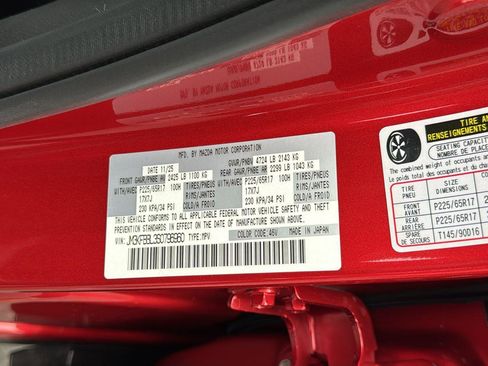 MFD. BY MAZDA MOTOR CORPORATION
DATE 11/25 GVWR/PNBV 4724 LB 2143 KG
FRONT GAWR/PNBE AV 2425 LB 1100 KG REAR GAWR/PNBE AR 2299 LB 1043 KG
WITH/AVEC P225/65R17 100H TIRES/PNEUS WITH/AVEC P225/65R17 100H TIRES/PNEUS
17X7J RIMS/JANTES 17X7J RIMS/JANTES
230 KPA/34 PSI COLD/A FROID 230 KPA/34 PSI COLD/A FROID
THIS VEHICLE CONFORMS TO ALL APPLICABLE FEDERAL MOTOR VEHICLE SAFETY AND THEFT
PREVENTION STANDARDS IN EFFECT ON THE DATE OF MANUFACTURE SHOWN ABOVE.
VIN: TYPE: MPV COLOR CODE: 46V MADE IN JAPAN
TIRE AN
RENSEIGNEME
The combined weight of occupants an
Le poids total des occupants et
TIRE SIZE
PNEU DIMENSIONS
FRONT
AVANT P225/65R17
REAR
ARRIÈRE P225/65R17
SPARE
DE SECOURS T145/90D16